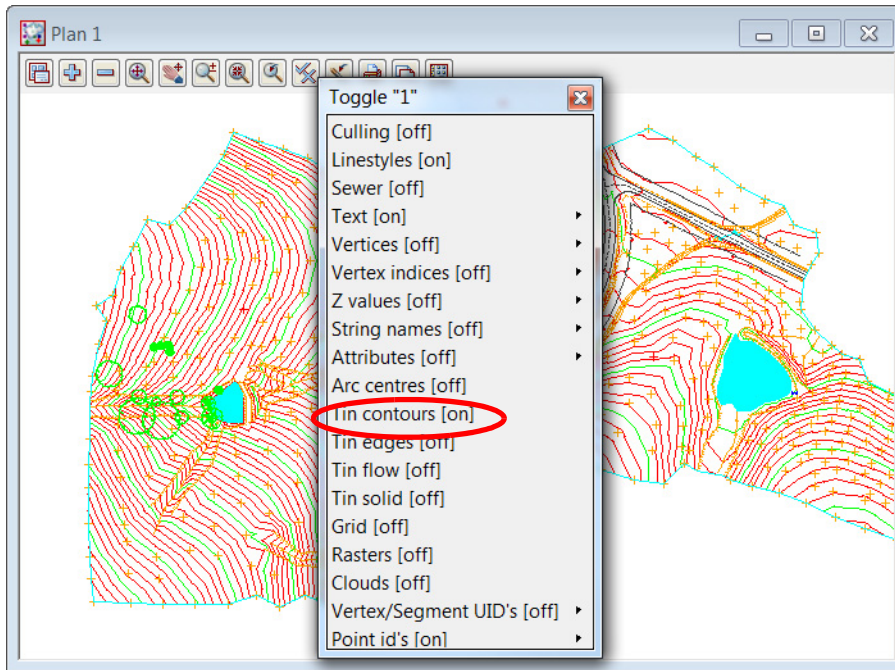 Plan 1
Toggle "1"
Culling [off]
Linestyles [on]
Sewer [off]
Text [on]
Vertices [off]
Vertex indices [off]
Z values [off]
String names [off]
Attributes [off]
Arc centres [off]
Tin contours [on]
Tin edges [off]
Tin flow [off]
Tin solid [off]
Grid [off]
Rasters [off]
Clouds [off]
Vertex/Segment UID's [off]
Point id's [on]